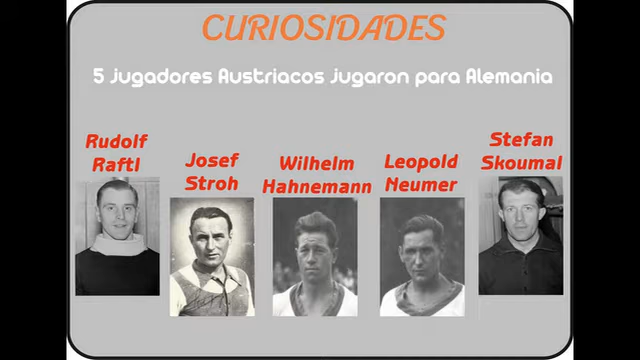 CURIOSIDADES
5 Jugadores Austriacos jugaron para Alemania
Rudolf
Raftl
Josef
Stroh
Wilhelm
Hahnemann
Leopold
Neumer
Stefan
Skoumal